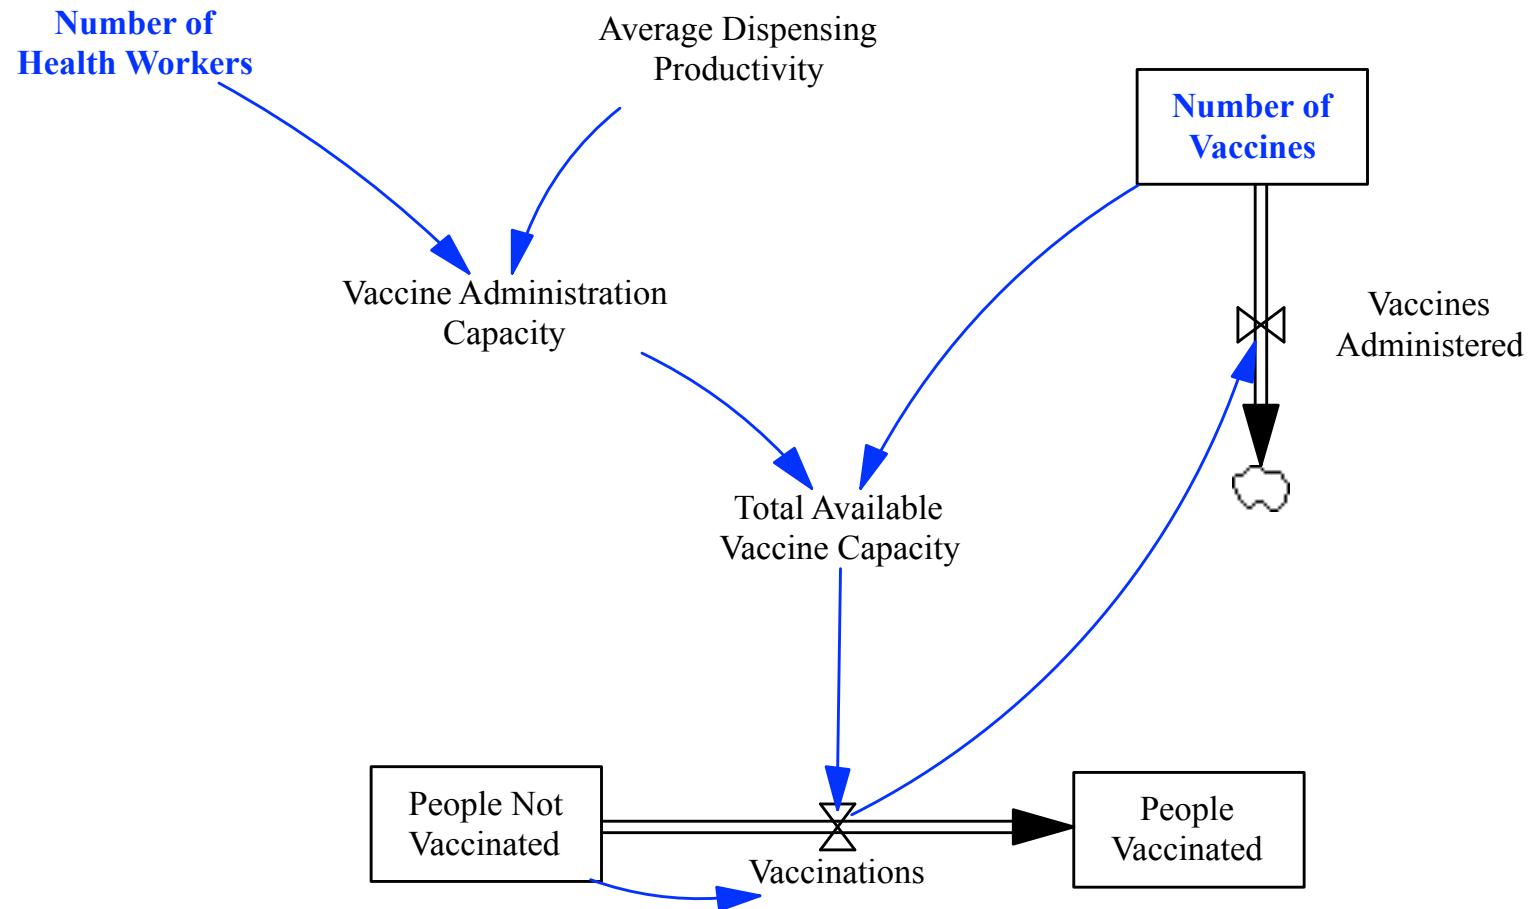 Number of
Health Workers
Average Dispensing
Productivity
Number of
Vaccines
Vaccine Administration
Capacity
Vaccines
Administered
Total Available
Vaccine Capacity
People Not
Vaccinated
Vaccinations
People
Vaccinated